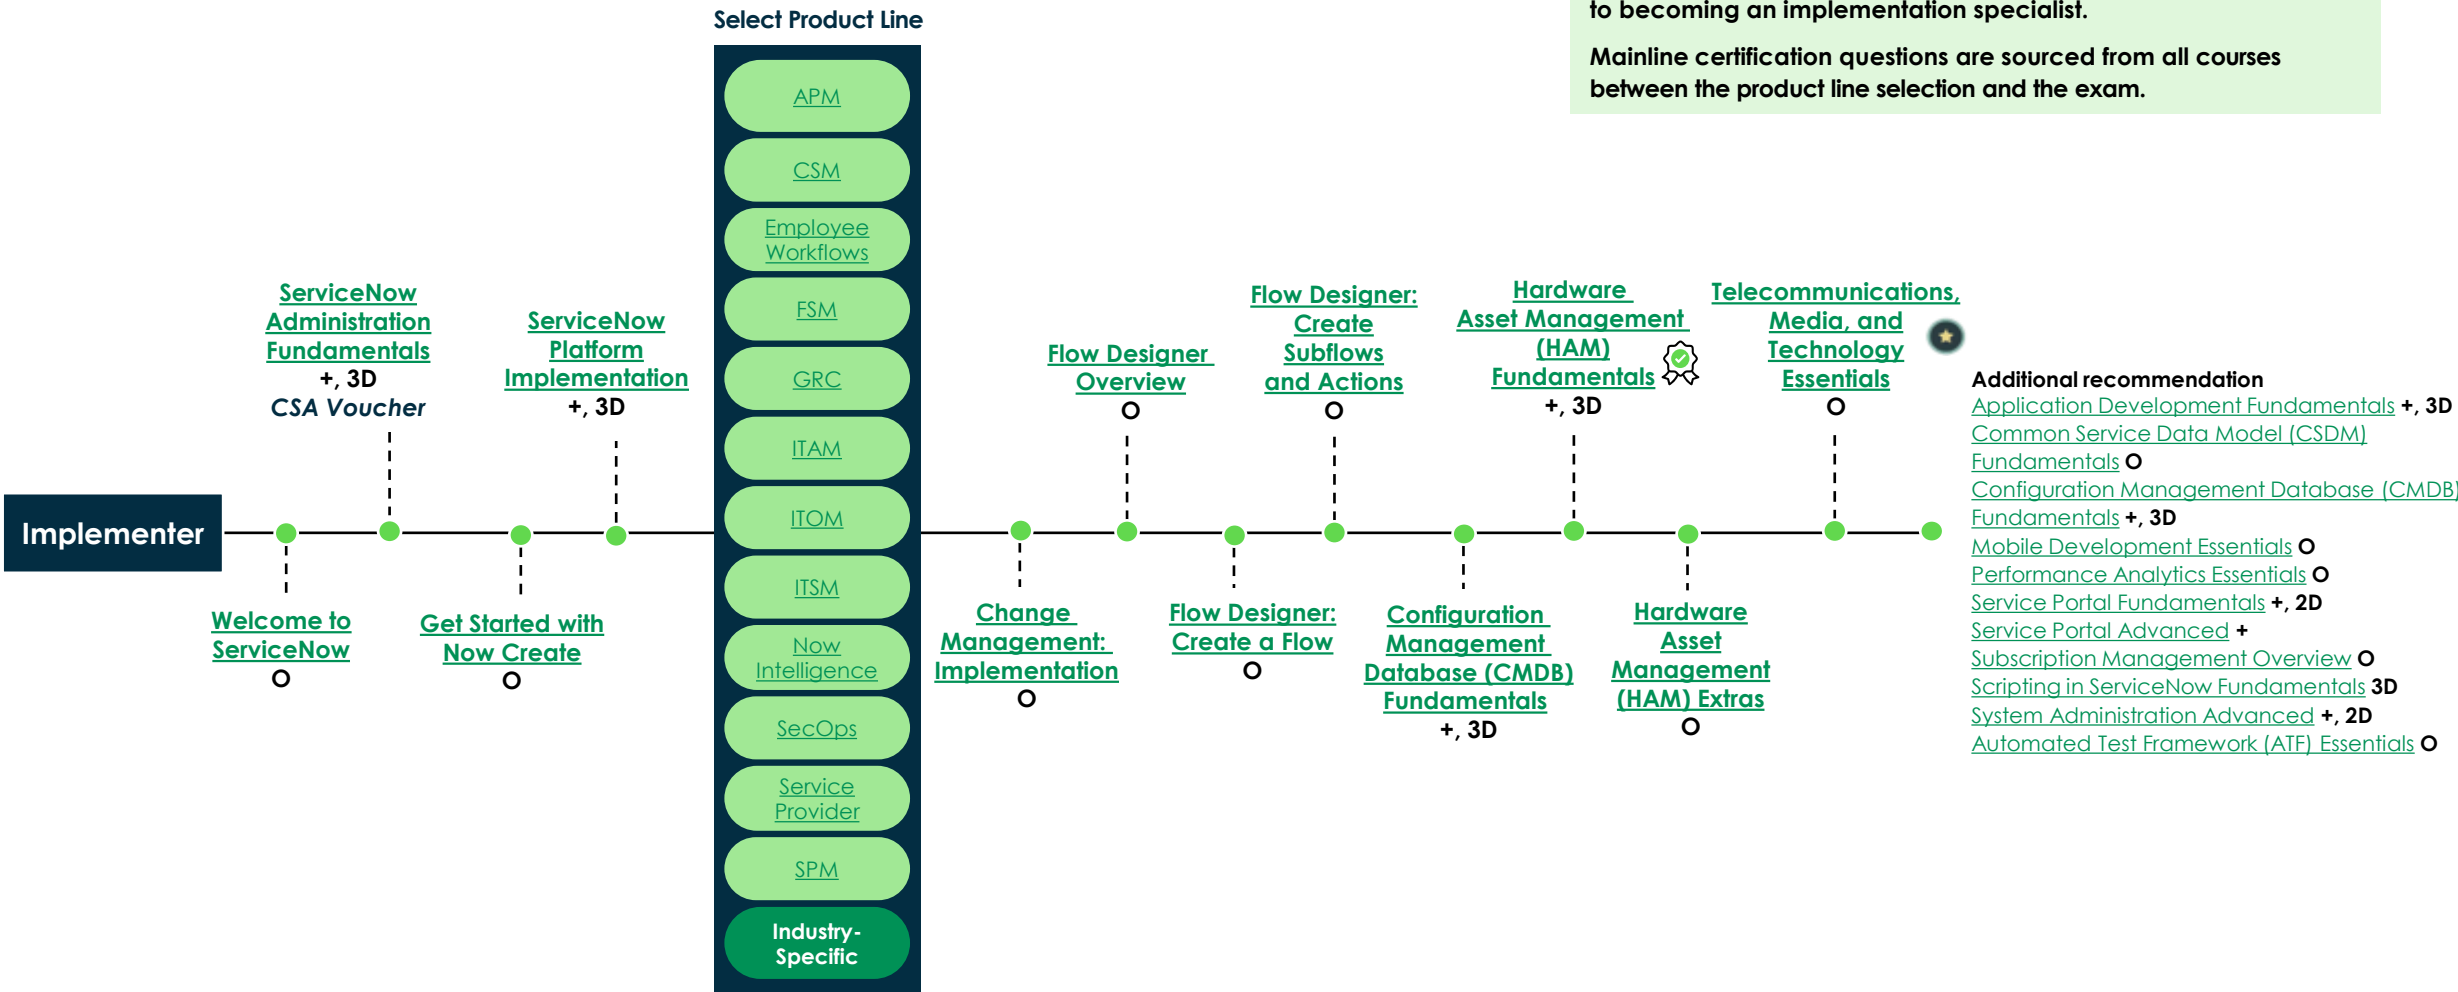 Select Product Line
to becoming an implementation specialist.
Mainline certification questions are sourced from all courses
between the product line selection and the exam.
APM
CSM
Employee
Workflows
FSM
GRC
ITAM
ITOM
ITSM
Now
Intelligence
SecOps
Service
Provider
SPM
Industry-
Specific
Implementer
Welcome to
ServiceNow
O
ServiceNow
Administration
Fundamentals
+, 3D
CSA Voucher
Get Started with
Now Create
O
ServiceNow
Platform
Implementation
+, 3D
Change
Management:
Implementation
O
Flow Designer
Overview
O
Flow Designer:
Create a Flow
O
Flow Designer:
Create
Subflows
and Actions
O
Configuration
Management
Database (CMDB)
Fundamentals
+, 3D
Hardware
Asset Management
(HAM)
Fundamentals
+, 3D
Hardware
Asset
Management
(HAM) Extras
O
Telecommunications,
Media, and
Technology
Essentials
O
Additional recommendation
Application Development Fundamentals +, 3D
Common Service Data Model (CSDM)
Fundamentals O
Configuration Management Database (CMDB)
Fundamentals +, 3D
Mobile Development Essentials O
Performance Analytics Essentials O
Service Portal Fundamentals +, 2D
Service Portal Advanced +
Subscription Management Overview O
Scripting in ServiceNow Fundamentals 3D
System Administration Advanced +, 2D
Automated Test Framework (ATF) Essentials O